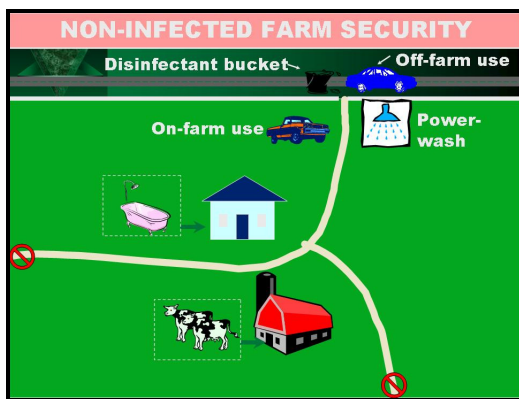 NON-INFECTED FARM SECURITY
Disinfectant bucket
Off-farm use
On-farm use
Power-
wash